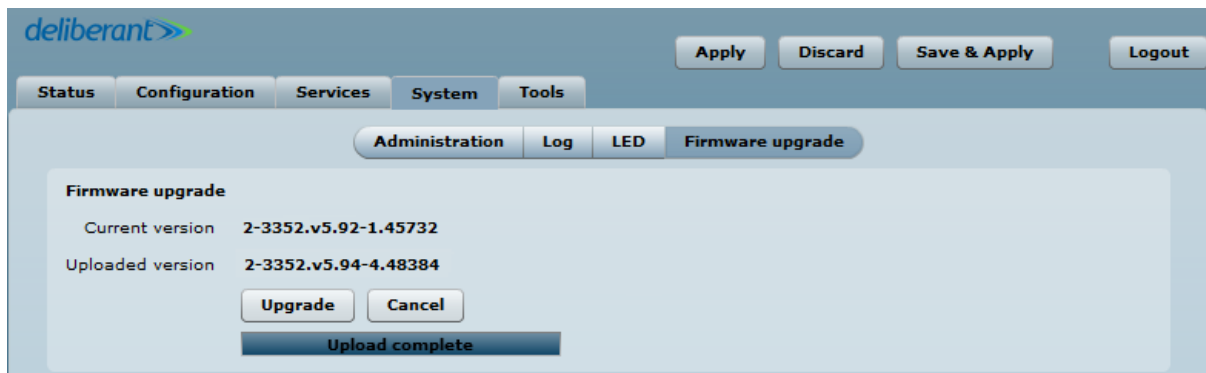 deliberant
Apply Discard Save & Apply Logout
Status Configuration Services System Tools
Administration Log LED Firmware upgrade
Firmware upgrade
Current version 2-3352.v5.92-1.45732
Uploaded version 2-3352.v5.94-4.48384
Upgrade Cancel
Upload complete